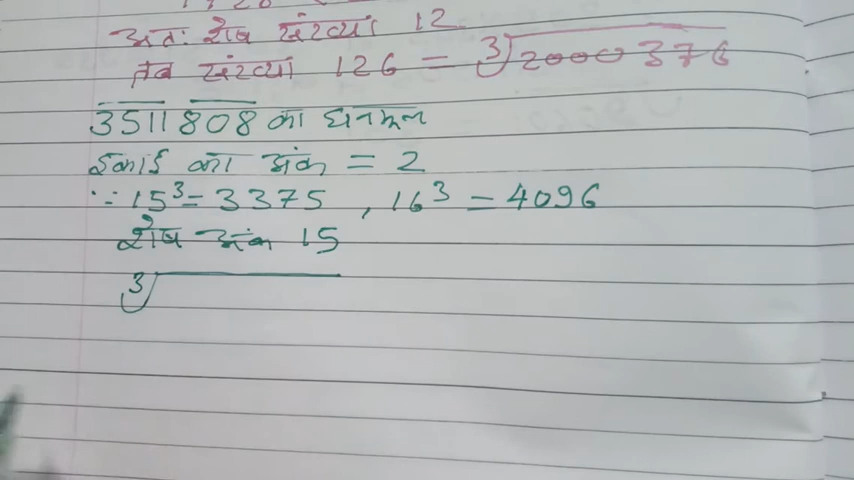 अतः शेष संख्या 12
तब संख्या 126 = ∛2000376
3511808 का घनमूल
इकाई का अंक = 2
∵ 15³ = 3375 , 16³ = 4096
शेष अंक 15
∛